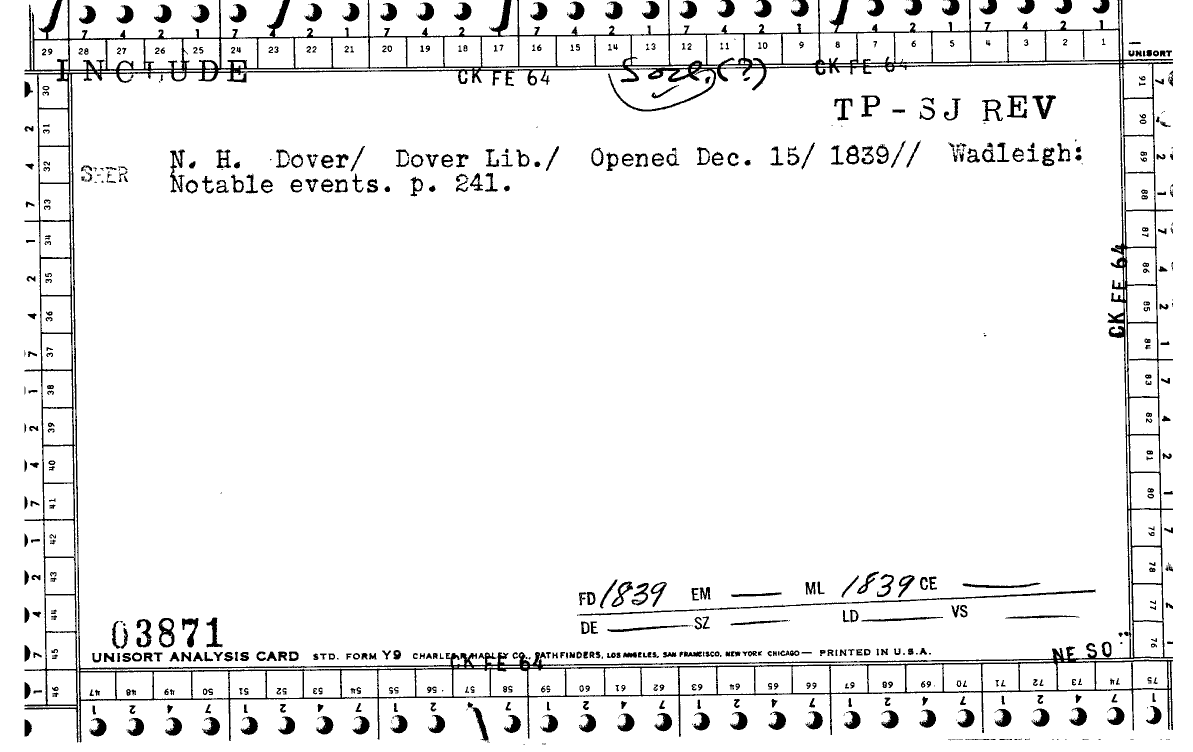 7 4 2 1 7 4 2 1 7 4 2 1 7 4 2 1 7 4 2 1 7 4 2 1 7 4 2 1
29 28 27 26 25 24 23 22 21 20 19 18 17 16 15 14 13 12 11 10 9 8 7 6 5 4 3 2 1
UNISORT
INCLUDE CK FE 64 (?) CK FE 64
TP-SJ REV
SHER N. H. Dover/ Dover Lib./ Opened Dec. 15/ 1839// Wadleigh:
Notable events. p. 241.
30 31 32 33 34 35 36 37 38 39 40 41 42 43 44 45 46
91 90 89 88 87 86 85 84 83 82 81 80 79 78 77 76
CK FE 64
FD 1839 EM ML 1839 CE
DE SZ LD VS
03871
UNISORT ANALYSIS CARD STD. FORM Y9 CHARLES R. HADLEY CO., PATHFINDERS, LOS ANGELES, SAN FRANCISCO, NEW YORK CHICAGO— PRINTED IN U.S.A.
CK FE 64
NE SO
47 48 49 50 51 52 53 54 55 56 57 58 59 60 61 62 63 64 65 66 67 68 69 70 71 72 73 74 75